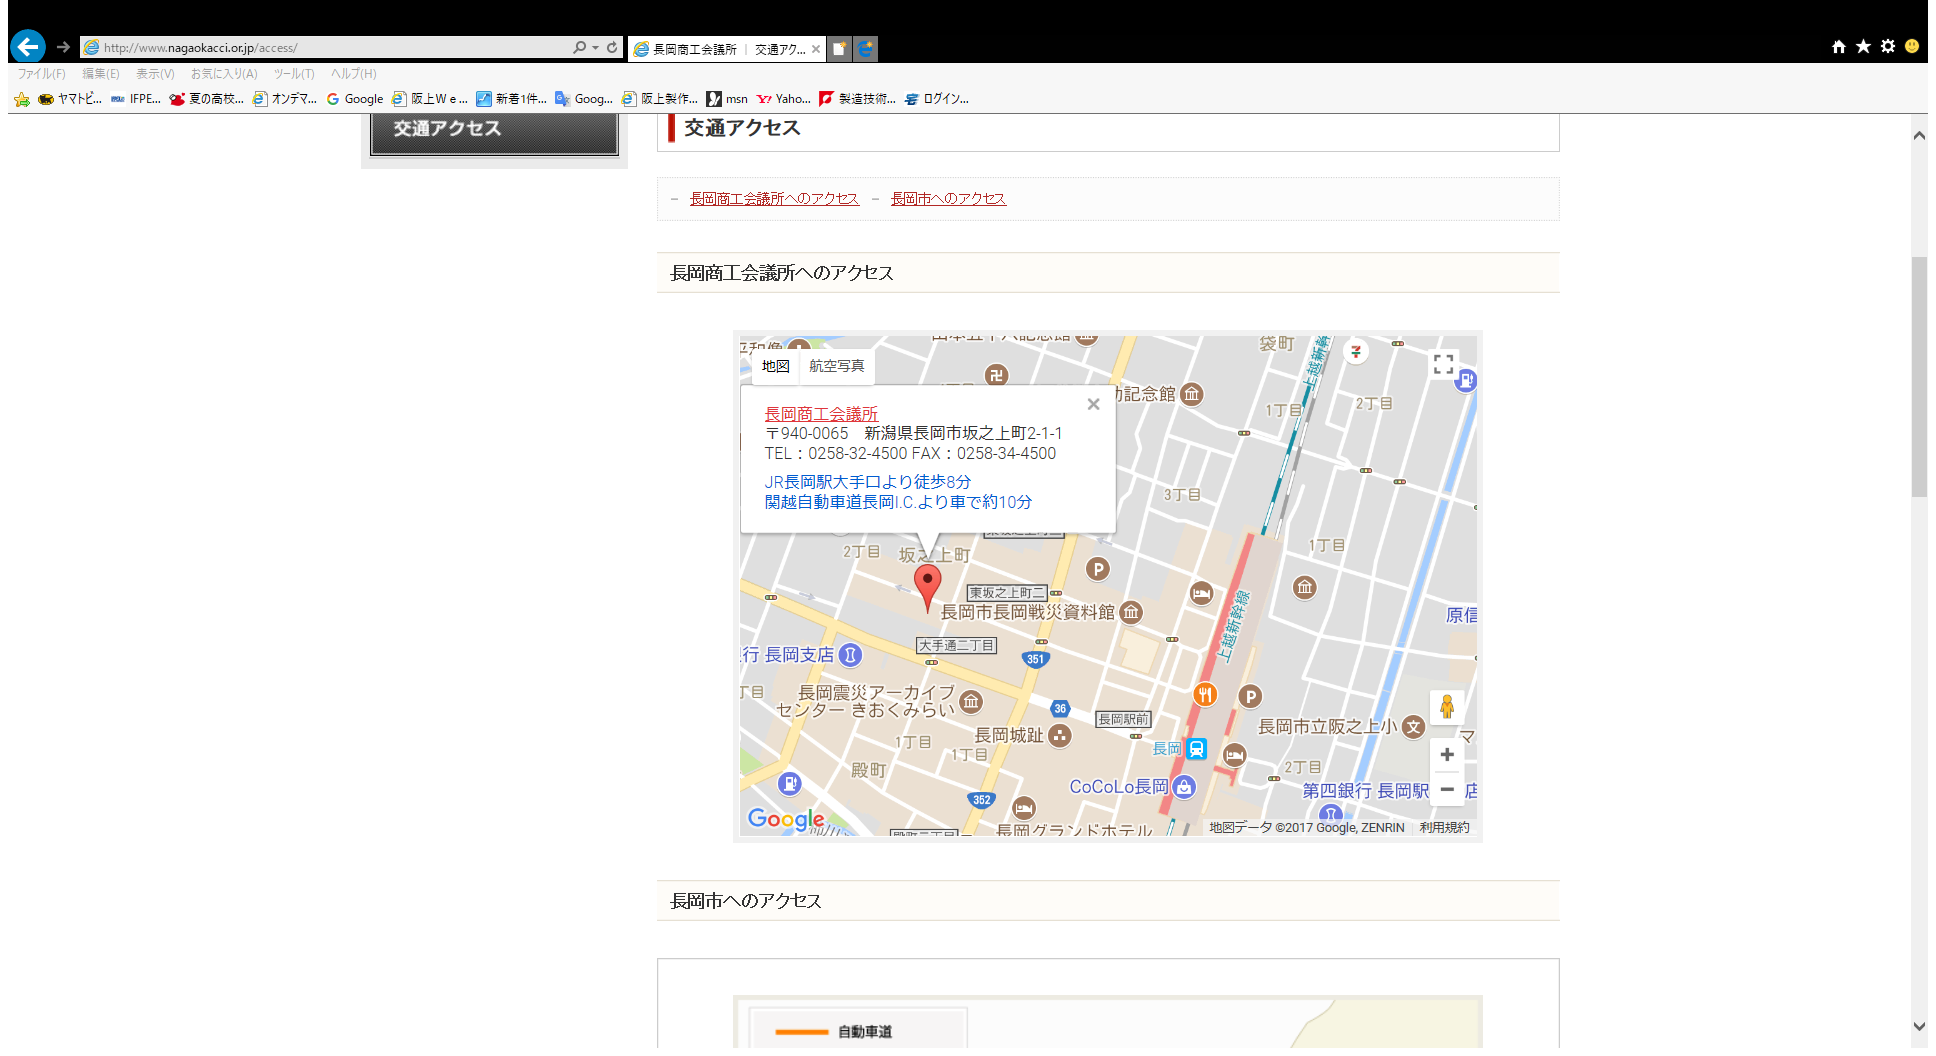 http://www.nagaokacci.or.jp/access/
長岡商工会議所 | 交通アク...
ファイル(F) 編集(E) 表示(V) お気に入り(A) ツール(T) ヘルプ(H)
ヤマトビ... IFPE... 夏の高校... オンデマ... Google 阪上We... 新着1件... Goog... 阪上製作... msn Yaho... 製造技術... ログイン...
交通アクセス
交通アクセス
– 長岡商工会議所へのアクセス – 長岡市へのアクセス
長岡商工会議所へのアクセス
地図 航空写真
袋町
上越新幹
1丁目
2丁目
長岡商工会議所
〒940-0065 新潟県長岡市坂之上町2-1-1
TEL:0258-32-4500 FAX:0258-34-4500
JR長岡駅大手口より徒歩8分
関越自動車道長岡I.C.より車で約10分
功記念館
3丁目
1丁目
2丁目 坂之上町
東坂之上町二
長岡市長岡戦災資料館
上越新幹線
原信
大手通二丁目
行 長岡支店
351
丁目
長岡震災アーカイブ
センター きおくみらい
36
長岡駅前
長岡城趾
1丁目
1丁目
長岡
長岡市立阪之上小
マ
殿町
2丁目
CoCoLo長岡
第四銀行 長岡駅 店
352
長岡グランドホテル
Google
地図データ ©2017 Google, ZENRIN 利用規約
長岡市へのアクセス
自動車道